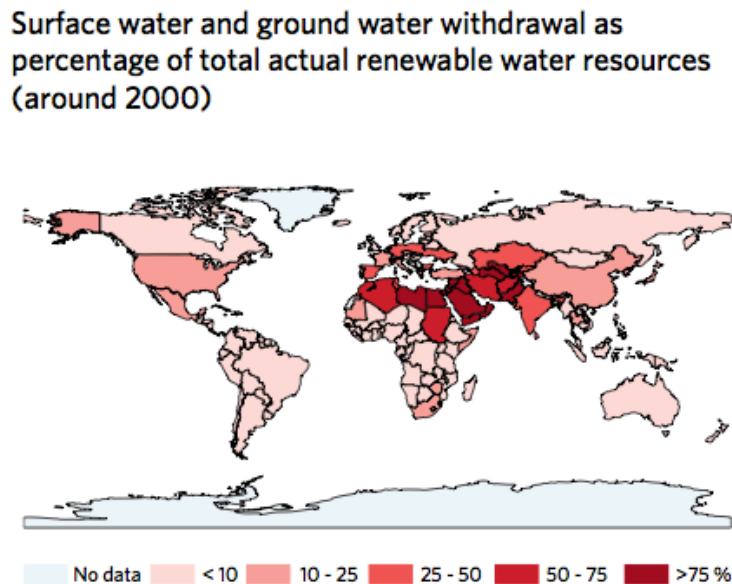 Surface water and ground water withdrawal as
percentage of total actual renewable water resources
(around 2000)
No data <10 10 - 25 25 - 50 50 - 75 >75 %